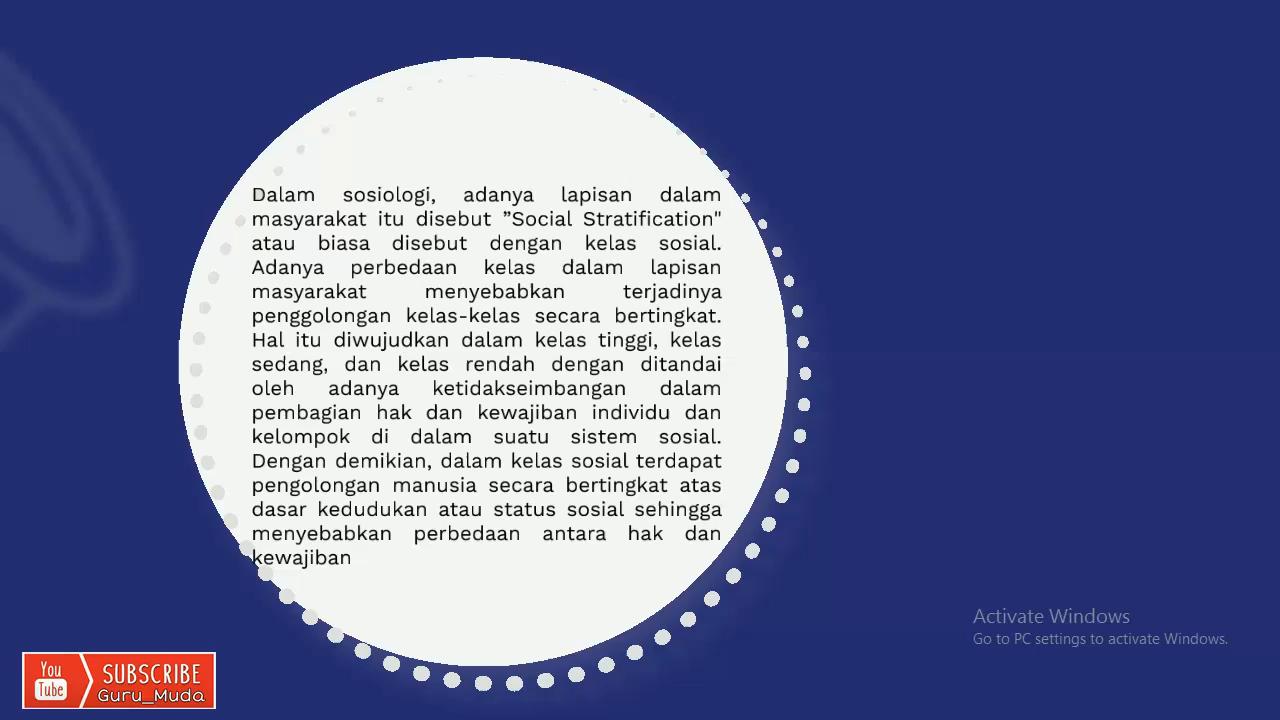 Dalam sosiologi, adanya lapisan dalam
masyarakat itu disebut ”Social Stratification"
atau biasa disebut dengan kelas sosial.
Adanya perbedaan kelas dalam lapisan
masyarakat menyebabkan terjadinya
penggolongan kelas-kelas secara bertingkat.
Hal itu diwujudkan dalam kelas tinggi, kelas
sedang, dan kelas rendah dengan ditandai
oleh adanya ketidakseimbangan dalam
pembagian hak dan kewajiban individu dan
kelompok di dalam suatu sistem sosial.
Dengan demikian, dalam kelas sosial terdapat
pengolongan manusia secara bertingkat atas
dasar kedudukan atau status sosial sehingga
menyebabkan perbedaan antara hak dan
kewajiban
Activate Windows
Go to PC settings to activate Windows.
You
Tube
SUBSCRIBE
Guru_Muda